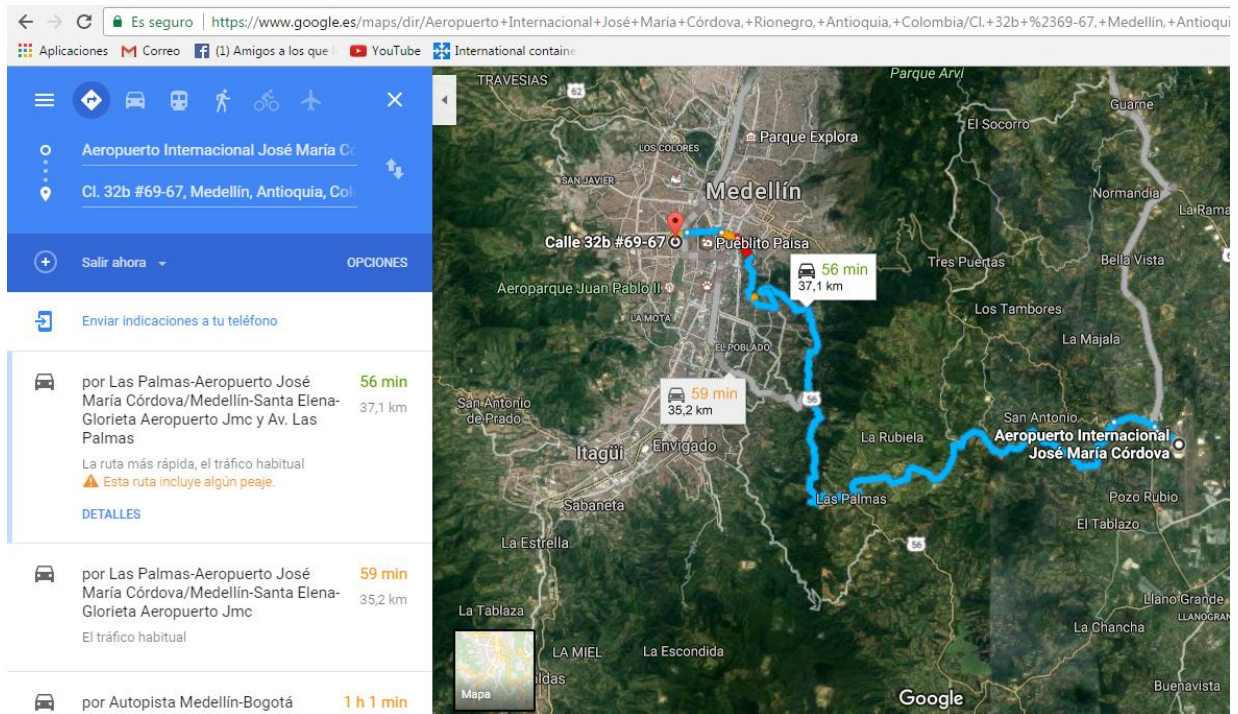 Es seguro
https://www.google.es/maps/dir/Aeropuerto+Internacional+José+María+Córdova,+Rionegro,+Antioquia,+Colombia/Cl.+32b+%2369-67,+Medellín,+Antioqui
Aplicaciones
Correo
(1) Amigos a los que
YouTube
International containe
Aeropuerto Internacional José María Có
Cl. 32b #69-67, Medellín, Antioquia, Col
Salir ahora
OPCIONES
Enviar indicaciones a tu teléfono
por Las Palmas-Aeropuerto José
María Córdova/Medellín-Santa Elena-
Glorieta Aeropuerto Jmc y Av. Las
Palmas
56 min
37,1 km
La ruta más rápida, el tráfico habitual
Esta ruta incluye algún peaje.
DETALLES
por Las Palmas-Aeropuerto José
María Córdova/Medellín-Santa Elena-
Glorieta Aeropuerto Jmc
59 min
35,2 km
El tráfico habitual
por Autopista Medellín-Bogotá
1 h 1 min
TRAVESIAS
62
Parque Arví
Guarne
El Socorro
Parque Explora
LOS COLORES
SAN JAVIER
Medellín
Normandia
La Rama
Calle 32b #69-67
Pueblito Paisa
56 min
37,1 km
Tres Puertas
Bella Vista
Aeroparque Juan Pablo II
LA MOTA
Los Tambores
EL POBLADO
La Majala
59 min
35,2 km
56
San Antonio
de Prado
San Antonio
Aeropuerto Internacional
José María Córdova
La Rubiela
Itagüí
Envigado
Las Palmas
Pozo Rubio
Sabaneta
El Tablazo
La Estrella
56
La Tablaza
Llano Grande
LLANOGRAN
La Chancha
LA MIEL
La Escondida
ldas
Mapa
Google
Buenavista